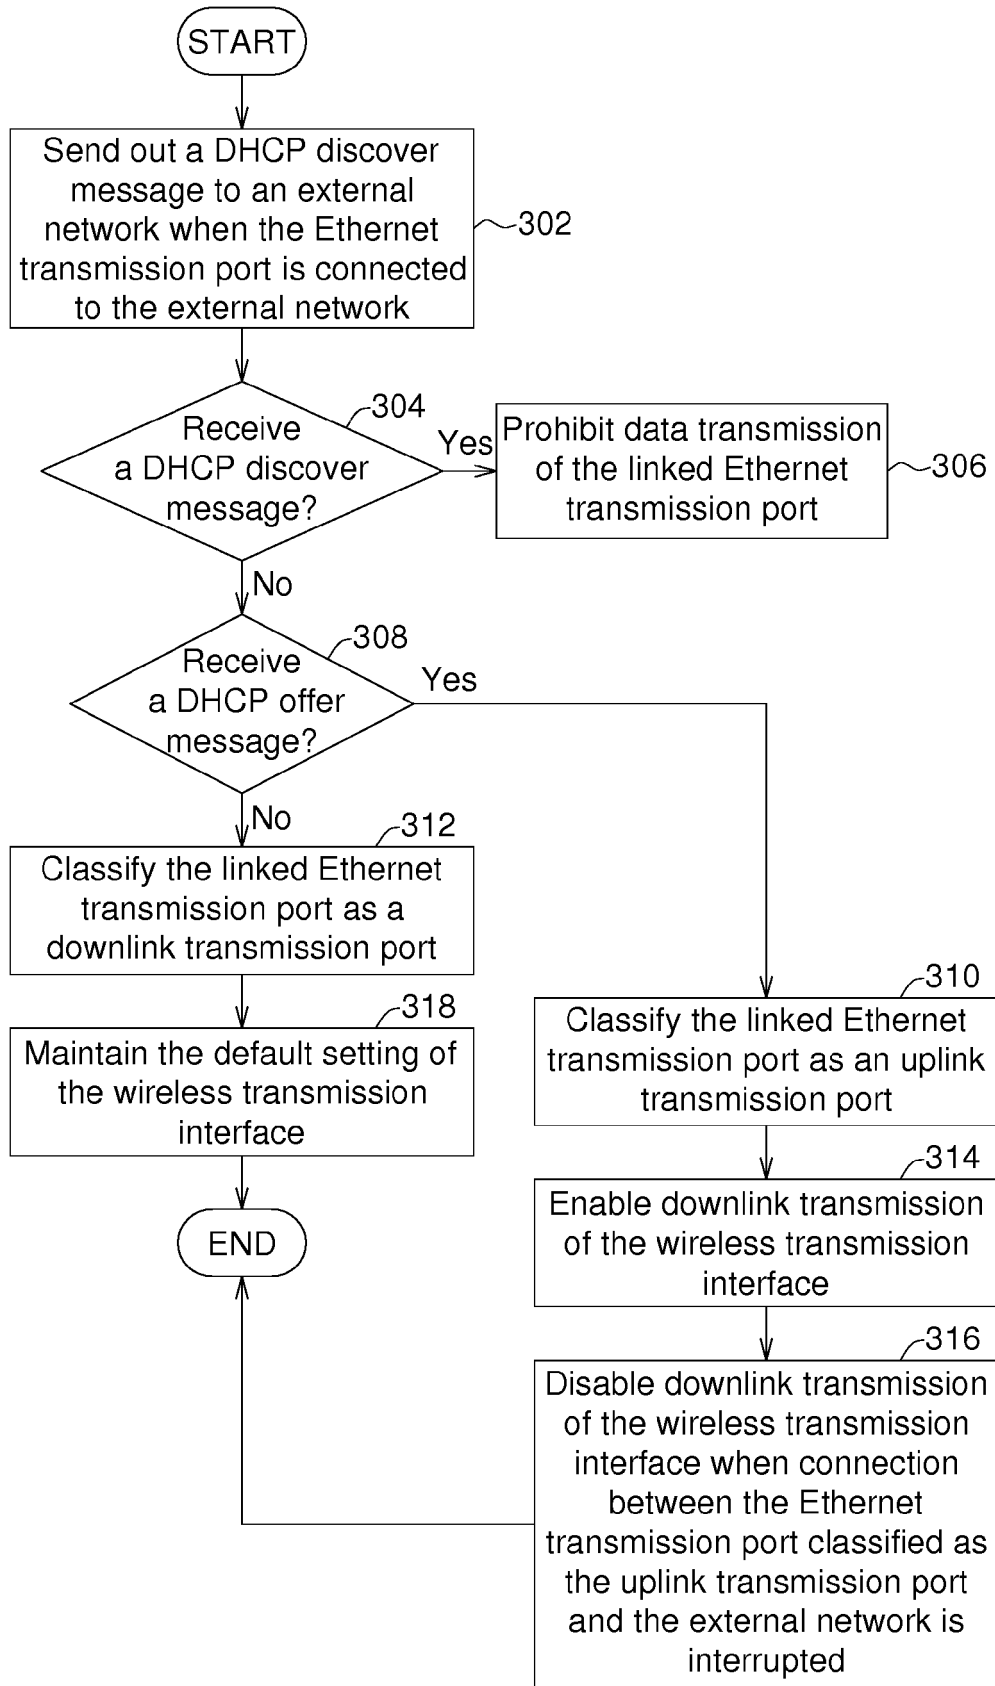 START
Send out a DHCP discover
message to an external
network when the Ethernet
transmission port is connected
to the external network
302
304
Receive
a DHCP discover
message?
Yes
Prohibit data transmission
of the linked Ethernet
transmission port
306
No
308
Receive
a DHCP offer
message?
Yes
No
312
Classify the linked Ethernet
transmission port as a
downlink transmission port
318
Maintain the default setting of
the wireless transmission
interface
END
310
Classify the linked Ethernet
transmission port as an uplink
transmission port
314
Enable downlink transmission
of the wireless transmission
interface
316
Disable downlink transmission
of the wireless transmission
interface when connection
between the Ethernet
transmission port classified as
the uplink transmission port
and the external network is
interrupted